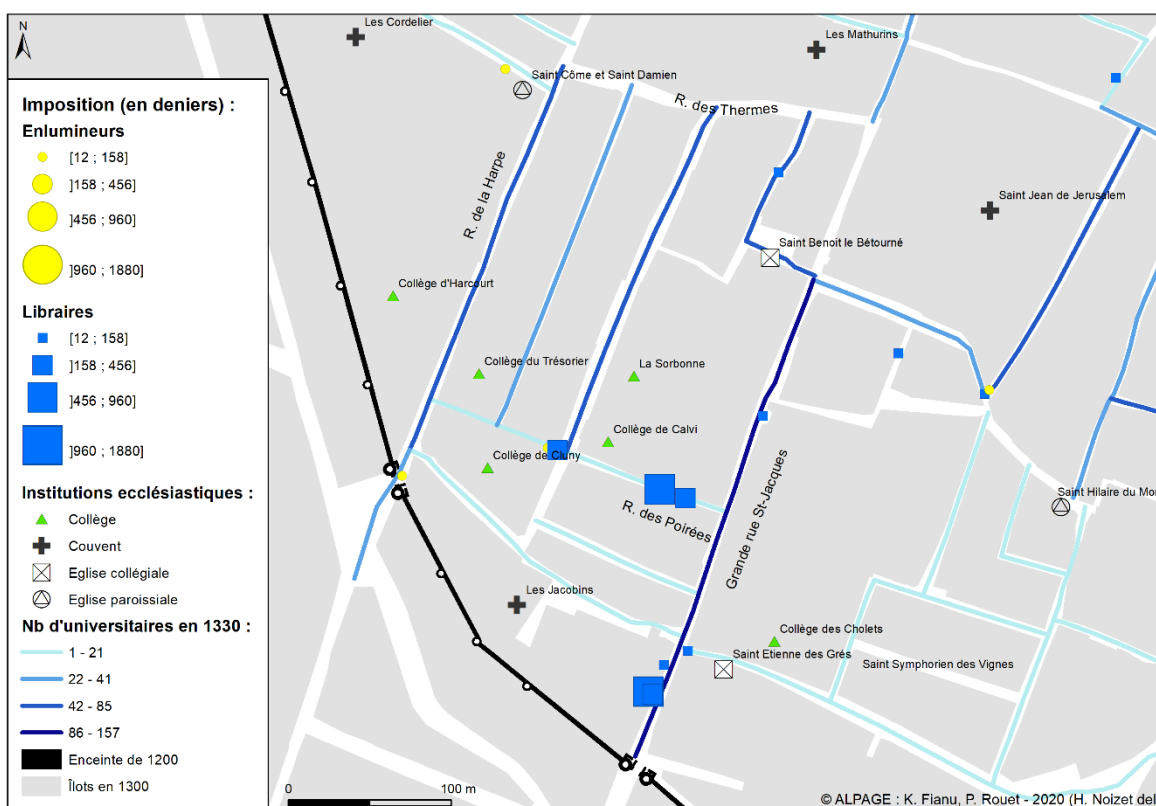 N
Imposition (en deniers) :
Enlumineurs
[12 ; 158]
]158 ; 456]
]456 ; 960]
]960 ; 1880]
Libraires
[12 ; 158]
]158 ; 456]
]456 ; 960]
]960 ; 1880]
Institutions ecclésiastiques :
Collège
Couvent
Eglise collégiale
Eglise paroissiale
Nb d'universitaires en 1330 :
1 - 21
22 - 41
42 - 85
86 - 157
Enceinte de 1200
Îlots en 1300
Les Cordelier
Les Mathurins
Saint Côme et Saint Damien
R. des Thermes
R. de la Harpe
Saint Jean de Jerusalem
Saint Benoit le Bétourné
Collège d'Harcourt
Collège du Trésorier
La Sorbonne
Collège de Calvi
Collège de Cluny
R. des Poirées
Grande rue St-Jacques
Saint Hilaire du Mon
Les Jacobins
Collège des Cholets
Saint Etienne des Grés
Saint Symphorien des Vignes
0 100 m
© ALPAGE : K. Fianu, P. Rouet - 2020 (H. Noizet del